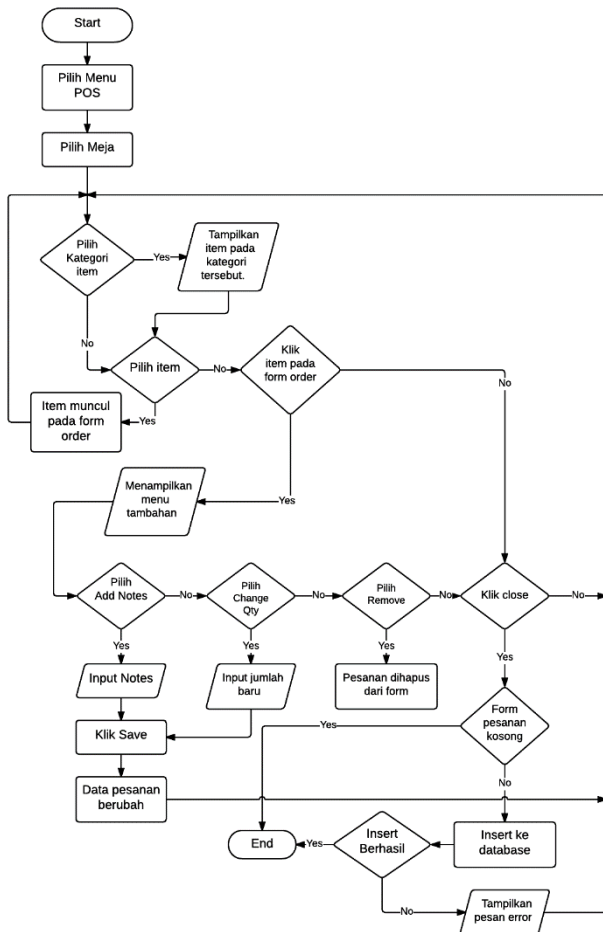 Start
Pilih Menu
POS
Pilih Meja
Pilih
Kategori
item
Yes
Tampilkan
item pada
kategori
tersebut.
No
Pilih item
No
Klik
item pada
form order
No
Yes
Item muncul
pada form
order
Yes
Menampilkan
menu
tambahan
Pilih
Add Notes
No
Pilih
Change
Qty
No
Pilih
Remove
No
Klik close
No
Yes
Yes
Yes
Yes
Input Notes
Input jumlah
baru
Pesanan dihapus
dari form
Form
pesanan
kosong
Yes
Klik Save
No
Data pesanan
berubah
End
Yes
Insert
Berhasil
Insert ke
database
No
Tampilkan
pesan error